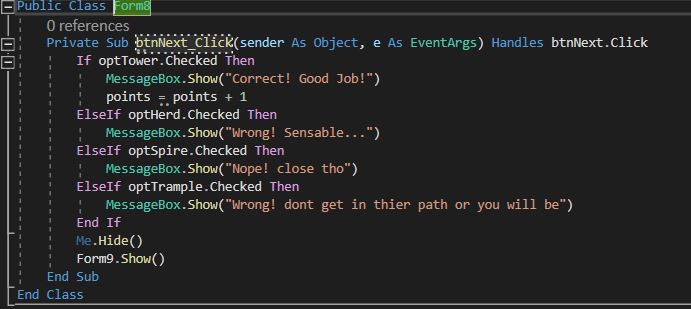 Public Class Form8
0 references
Private Sub btnNext_Click(sender As Object, e As EventArgs) Handles btnNext.Click
If optTower.Checked Then
MessageBox.Show("Correct! Good Job!")
points = points + 1
ElseIf optHerd.Checked Then
MessageBox.Show("Wrong! Sensable...")
ElseIf optSpire.Checked Then
MessageBox.Show("Nope! close tho")
ElseIf optTrample.Checked Then
MessageBox.Show("Wrong! dont get in thier path or you will be")
End If
Me.Hide()
Form9.Show()
End Sub
End Class